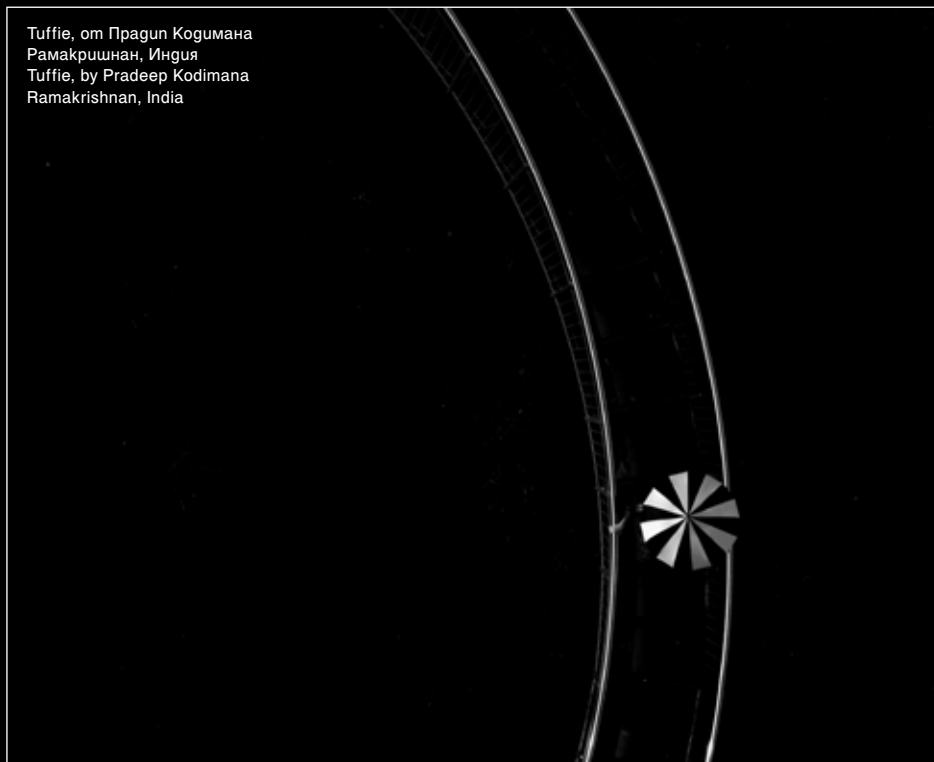 Tuffie, от Прадип Кодимана
Рамакришнан, Индия
Tuffie, by Pradeep Kodimana
Ramakrishnan, India